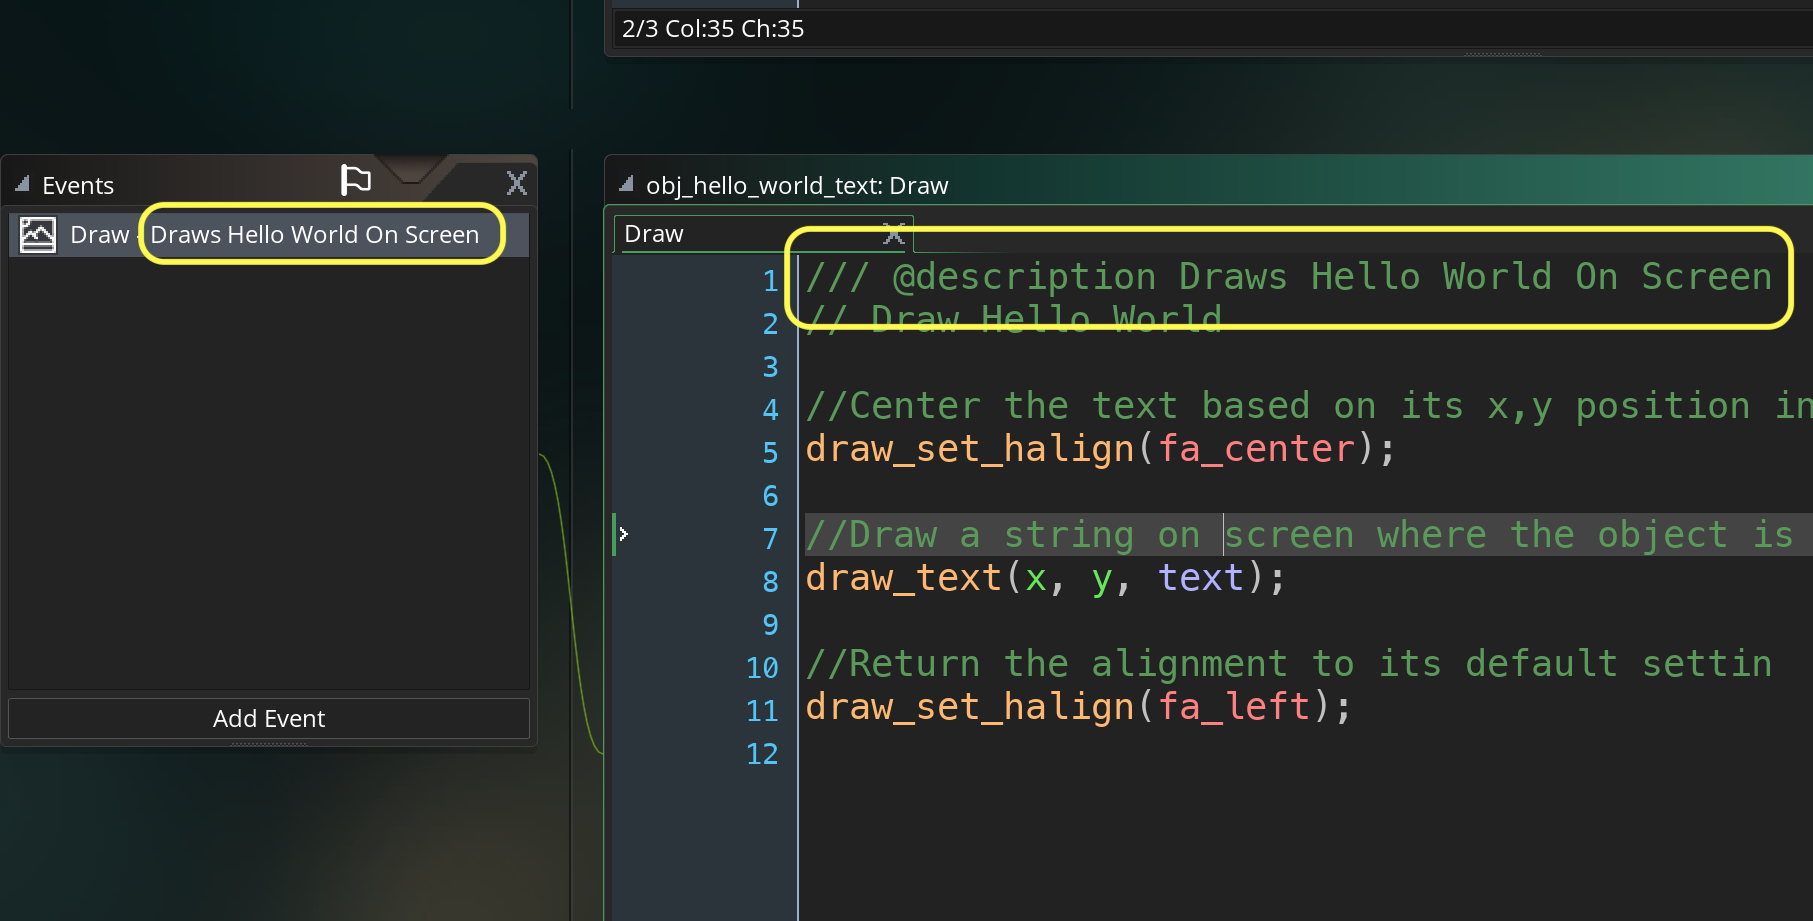 2/3 Col:35 Ch:35
Events
Draw - Draws Hello World On Screen
Add Event
obj_hello_world_text: Draw
Draw
1 /// @description Draws Hello World On Screen
2 // Draw Hello World
3
4 //Center the text based on its x,y position in
5 draw_set_halign(fa_center);
6
7 //Draw a string on screen where the object is
8 draw_text(x, y, text);
9
10 //Return the alignment to its default settin
11 draw_set_halign(fa_left);
12